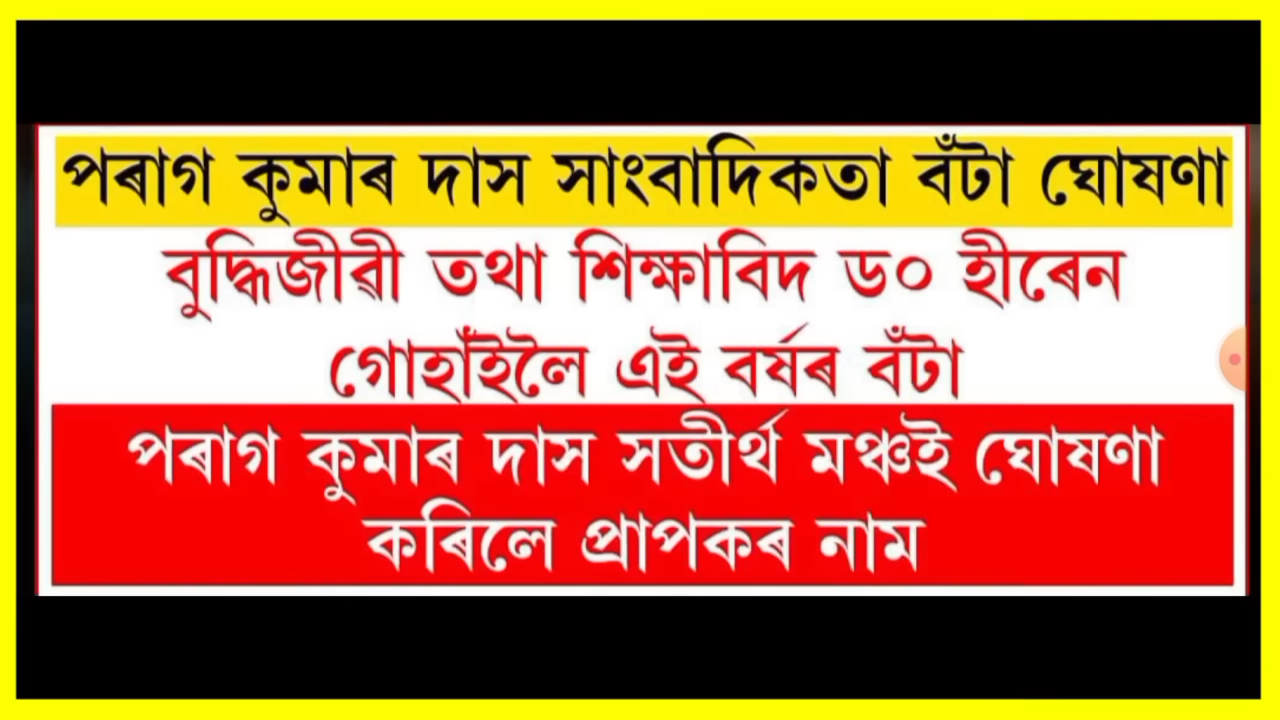 পৰাগ কুমাৰ দাস সাংবাদিকতা বঁটা ঘোষণা
বুদ্ধিজীৱী তথা শিক্ষাবিদ ড০ হীৰেন
গোহাঁইলৈ এই বৰ্ষৰ বঁটা
পৰাগ কুমাৰ দাস সতীৰ্থ মঞ্চই ঘোষণা
কৰিলে প্ৰাপকৰ নাম